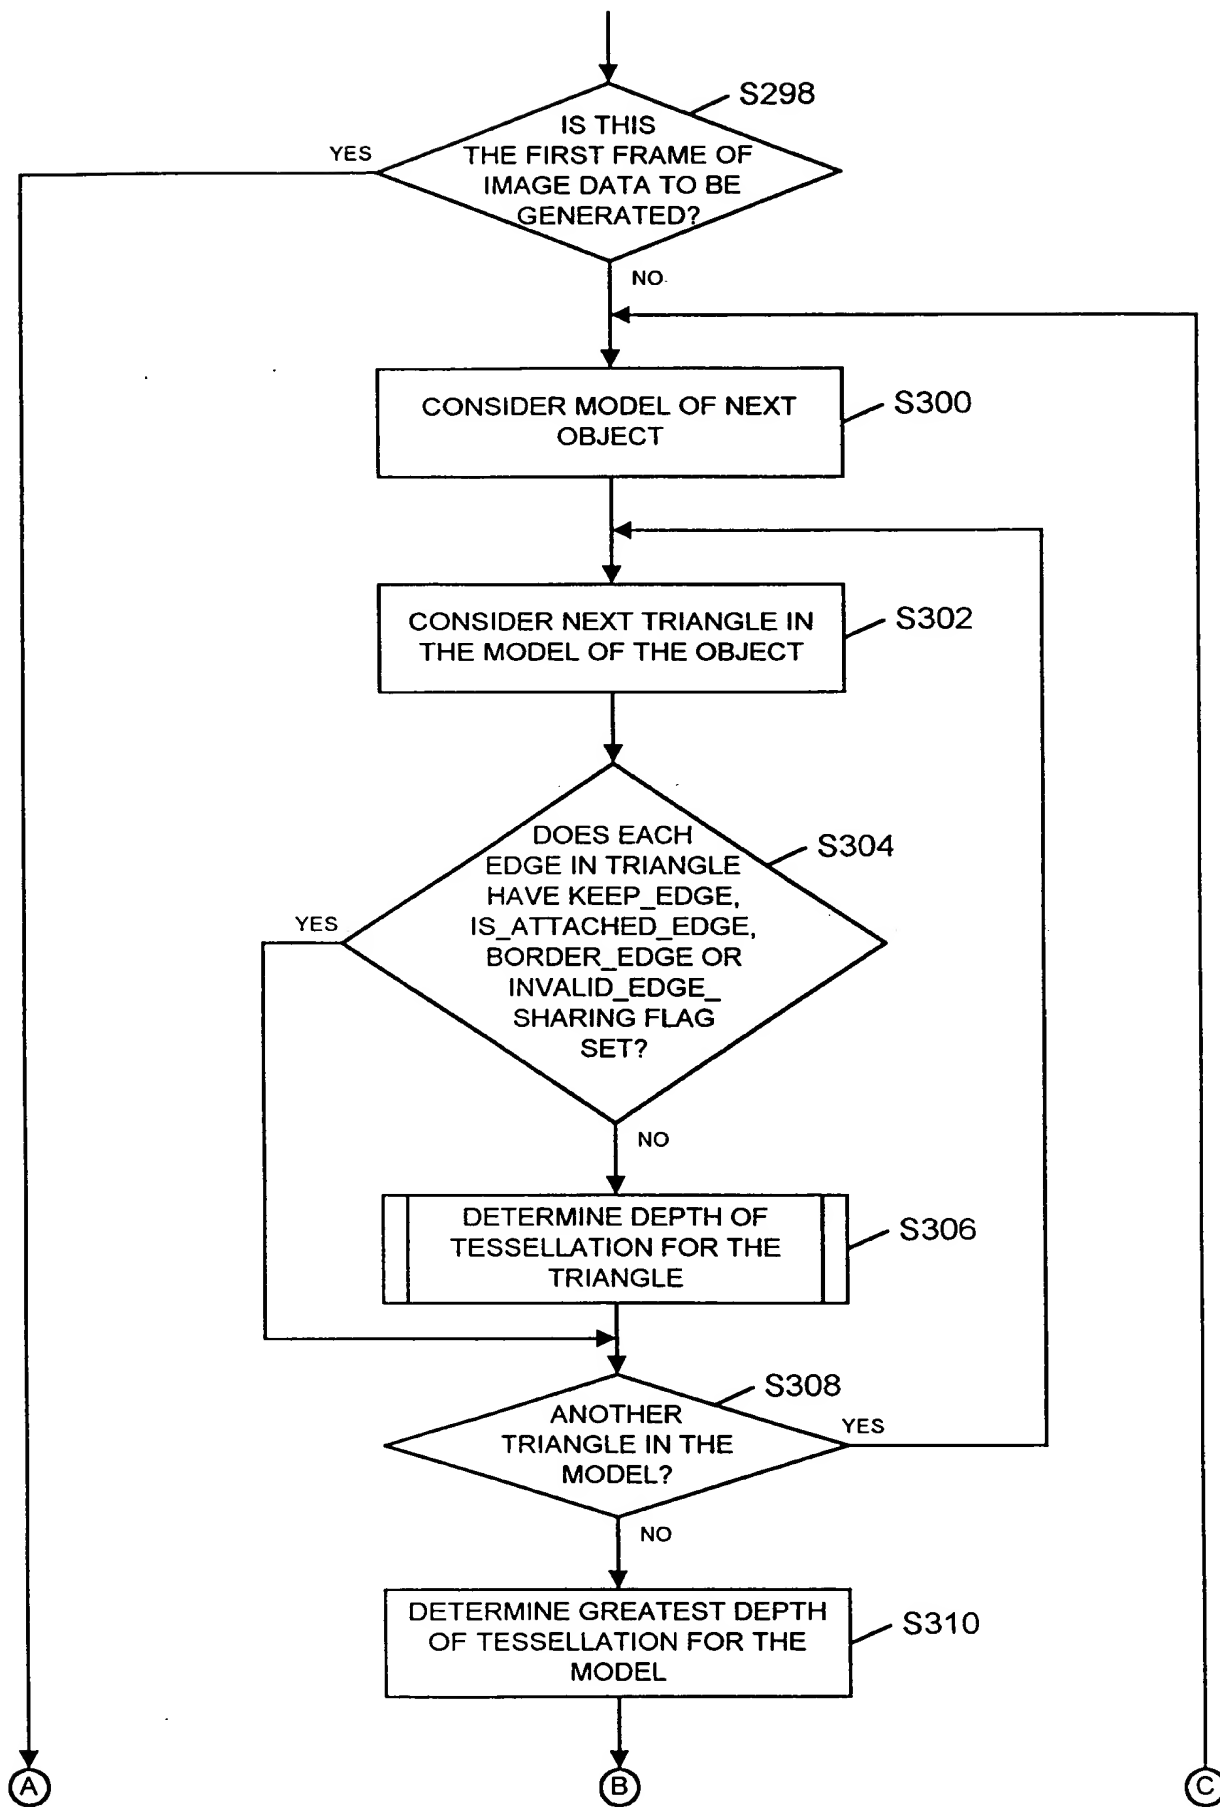 S298
IS THIS
THE FIRST FRAME OF
IMAGE DATA TO BE
GENERATED?
YES
NO
CONSIDER MODEL OF NEXT
OBJECT
S300
CONSIDER NEXT TRIANGLE IN
THE MODEL OF THE OBJECT
S302
DOES EACH
EDGE IN TRIANGLE
HAVE KEEP_EDGE,
IS_ATTACHED_EDGE,
BORDER_EDGE OR
INVALID_EDGE_
SHARING FLAG
SET?
S304
YES
NO
DETERMINE DEPTH OF
TESSELLATION FOR THE
TRIANGLE
S306
S308
ANOTHER
TRIANGLE IN THE
MODEL?
YES
NO
DETERMINE GREATEST DEPTH
OF TESSELLATION FOR THE
MODEL
S310
A
B
C